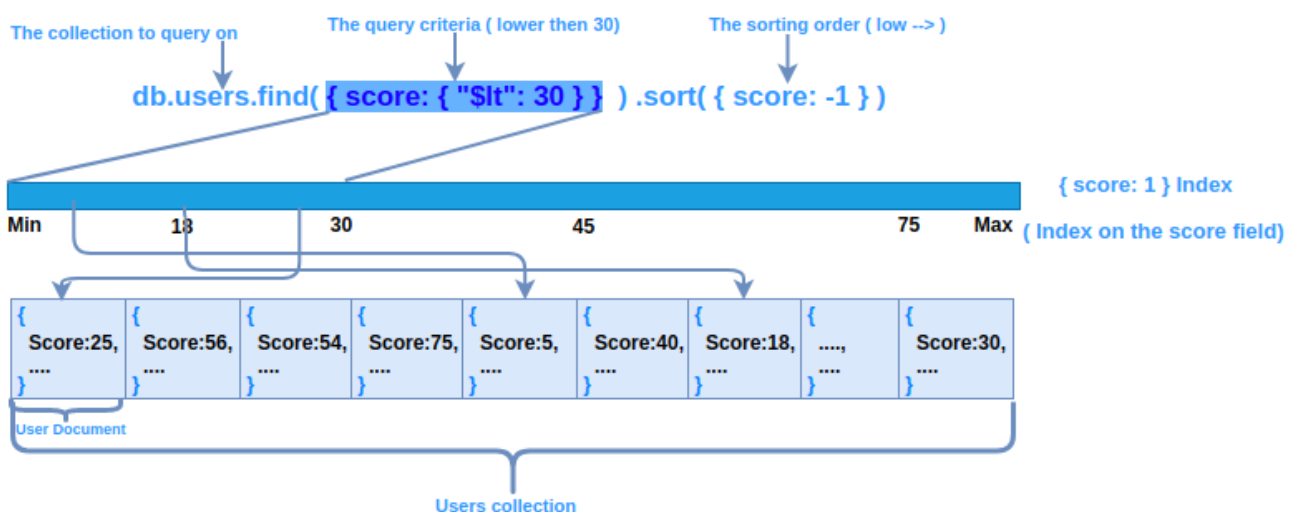 The collection to query on
The query criteria ( lower then 30)
The sorting order ( low --> )
db.users.find( { score: { "$lt": 30 } } ) .sort( { score: -1 } )
{ score: 1 } Index
Min 18 30 45 75 Max
( Index on the score field)
{ { { { { { { { {
Score:25, Score:56, Score:54, Score:75, Score:5, Score:40, Score:18, ...., Score:30,
.... .... .... .... .... .... .... .... ....
} } } } } } } } }
User Document
Users collection